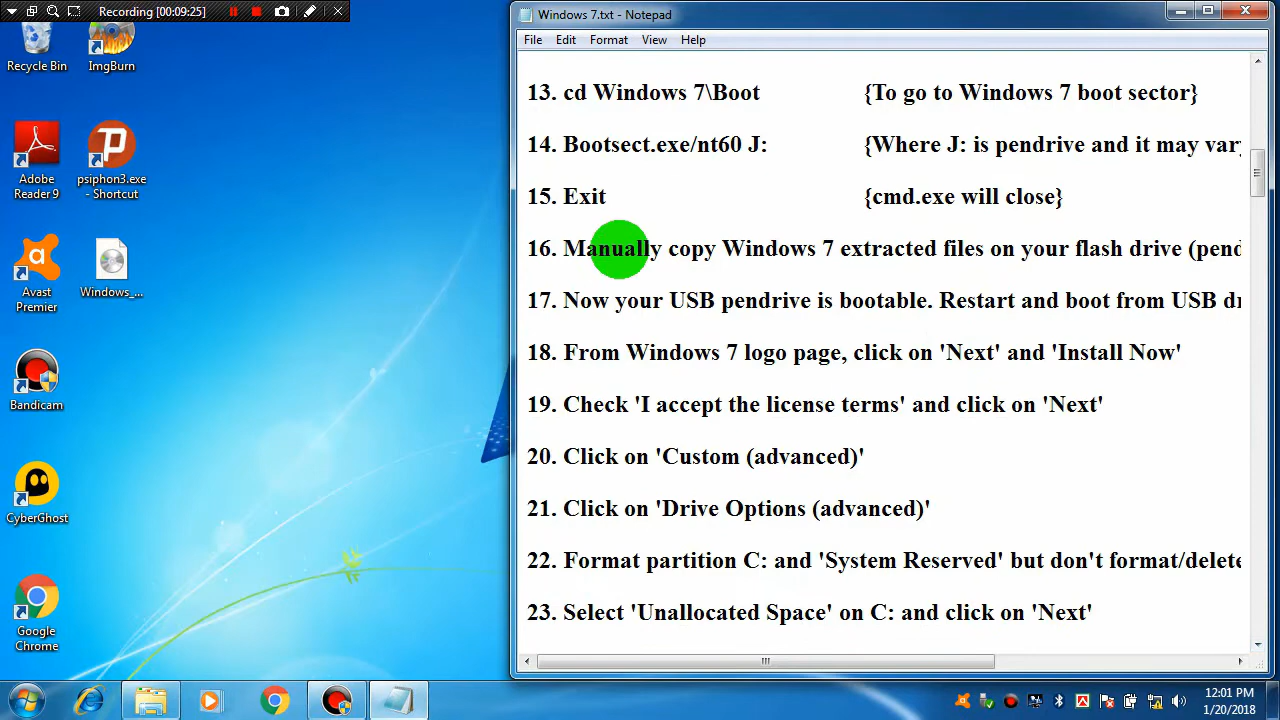 Recording [00:09:25]
Windows 7.txt - Notepad
File Edit Format View Help
Recycle Bin
ImgBurn
Adobe
Reader 9
psiphon3.exe
- Shortcut
Avast
Premier
Windows_...
Bandicam
CyberGhost
Google
Chrome
13. cd Windows 7\Boot {To go to Windows 7 boot sector}
14. Bootsect.exe/nt60 J: {Where J: is pendrive and it may vary
15. Exit {cmd.exe will close}
16. Manually copy Windows 7 extracted files on your flash drive (pend
17. Now your USB pendrive is bootable. Restart and boot from USB dr
18. From Windows 7 logo page, click on 'Next' and 'Install Now'
19. Check 'I accept the license terms' and click on 'Next'
20. Click on 'Custom (advanced)'
21. Click on 'Drive Options (advanced)'
22. Format partition C: and 'System Reserved' but don't format/delete
23. Select 'Unallocated Space' on C: and click on 'Next'
12:01 PM
1/20/2018